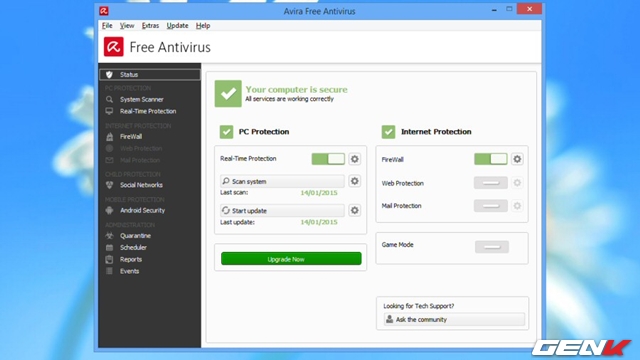 Avira Free Antivirus
File View Extras Update Help
Free Antivirus
Status
PC PROTECTION
System Scanner
Real-Time Protection
INTERNET PROTECTION
FireWall
Web Protection
Mail Protection
CHILD PROTECTION
Social Networks
MOBILE PROTECTION
Android Security
ADMINISTRATION
Quarantine
Scheduler
Reports
Events
Your computer is secure
All services are working correctly
PC Protection
Real-Time Protection
Scan system
Last scan: 14/01/2015
Start update
Last update: 14/01/2015
Upgrade Now
Internet Protection
FireWall
Web Protection
Mail Protection
Game Mode
Looking for Tech Support?
Ask the community
GENK